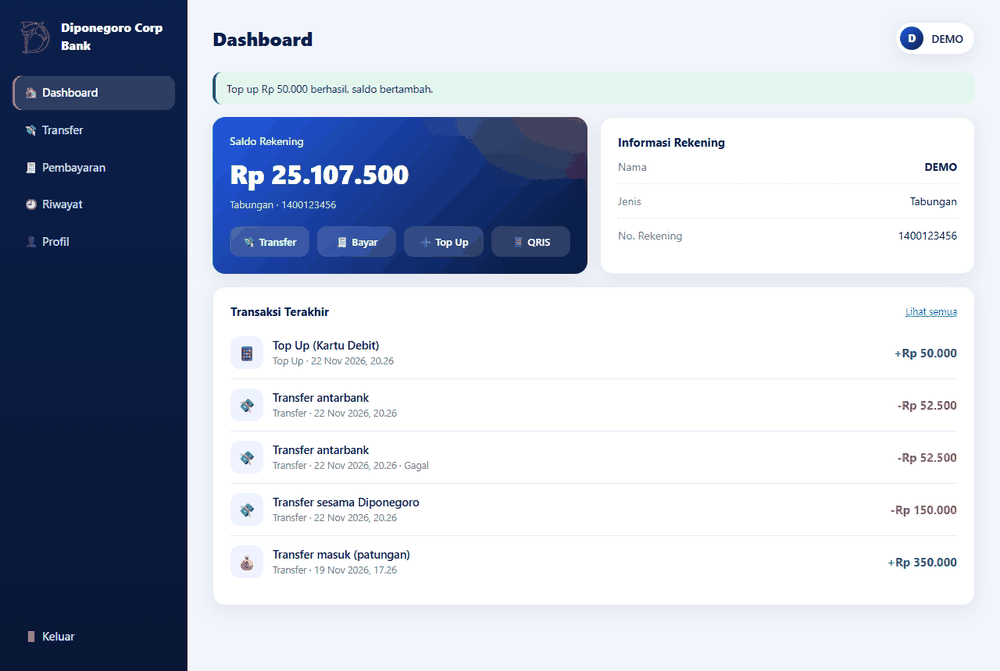 Diponegoro Corp
Bank
Dashboard
Transfer
Pembayaran
Riwayat
Profil
Keluar
Dashboard
D DEMO
Top up Rp 50.000 berhasil, saldo bertambah.
Saldo Rekening
Rp 25.107.500
Tabungan · 1400123456
Transfer Bayar Top Up QRIS
Informasi Rekening
Nama DEMO
Jenis Tabungan
No. Rekening 1400123456
Transaksi Terakhir Lihat semua
Top Up (Kartu Debit)
Top Up · 22 Nov 2026, 20.26
+Rp 50.000
Transfer antarbank
Transfer · 22 Nov 2026, 20.26
-Rp 52.500
Transfer antarbank
Transfer · 22 Nov 2026, 20.26 · Gagal
-Rp 52.500
Transfer sesama Diponegoro
Transfer · 22 Nov 2026, 20.26
-Rp 150.000
Transfer masuk (patungan)
Transfer · 19 Nov 2026, 17.26
+Rp 350.000